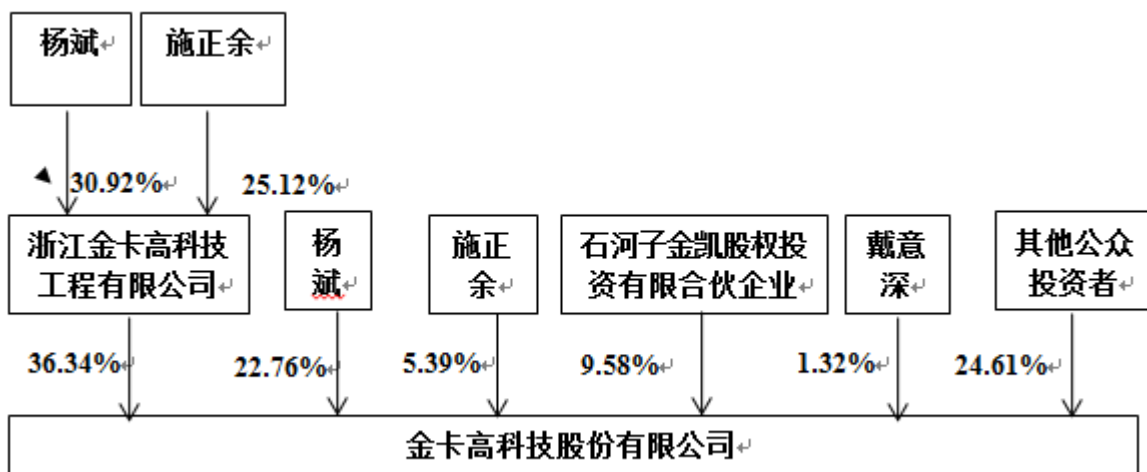 杨斌
施正余
30.92%
25.12%
浙江金卡高科技
工程有限公司
杨
斌
施正
余
石河子金凯股权投
资有限合伙企业
戴意
深
其他公众
投资者
36.34%
22.76%
5.39%
9.58%
1.32%
24.61%
金卡高科技股份有限公司